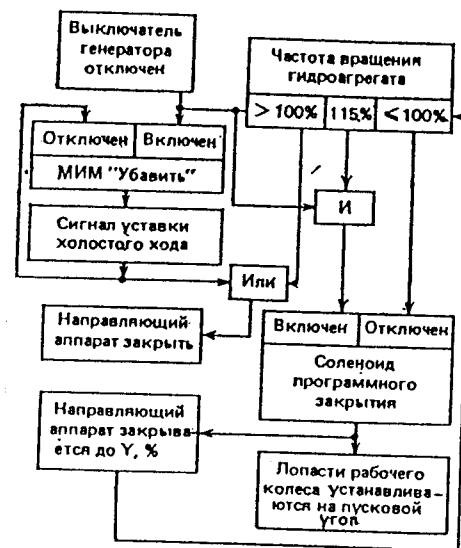 Выключатель
генератора
отключен
Частота вращения
гидроагрегата
> 100% 115% ≤ 100%
Отключен Включен
МИМ "Убавить"
И
Сигнал уставки
холостого хода
Или
Направляющий
аппарат закрыть
Включен Отключен
Соленоид
программного
закрытия
Направляющий
аппарат закрыва-
ется до Y, %
Лопасти рабочего
колеса устанавлива-
ются на пусковой
угол